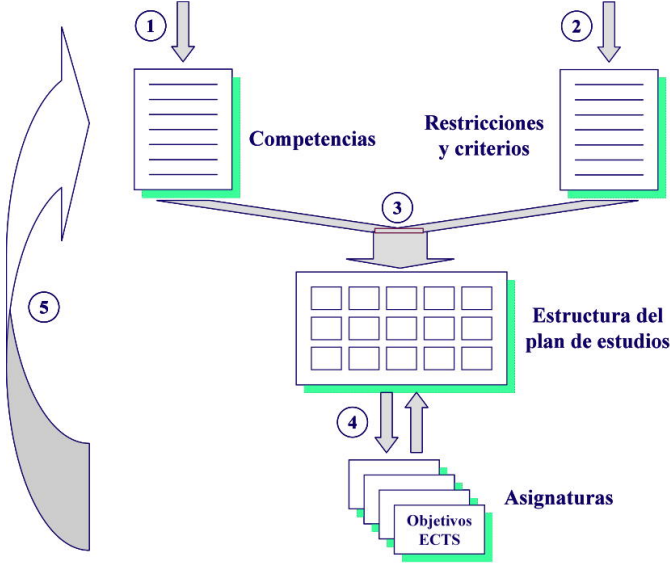 1
2
Competencias
Restricciones
y criterios
3
5
Estructura del
plan de estudios
4
Asignaturas
Objetivos
ECTS